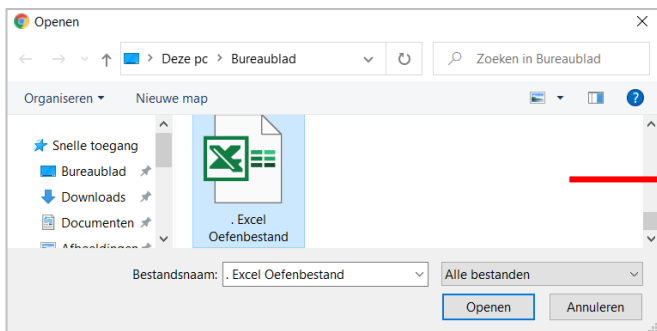 Openen
Deze pc > Bureaublad
Zoeken in Bureaublad
Organiseren
Nieuwe map
Snelle toegang
Bureaublad
Downloads
Documenten
Afbeeldingen
. Excel
Oefenbestand
Bestandsnaam: . Excel Oefenbestand
Alle bestanden
Openen
Annuleren